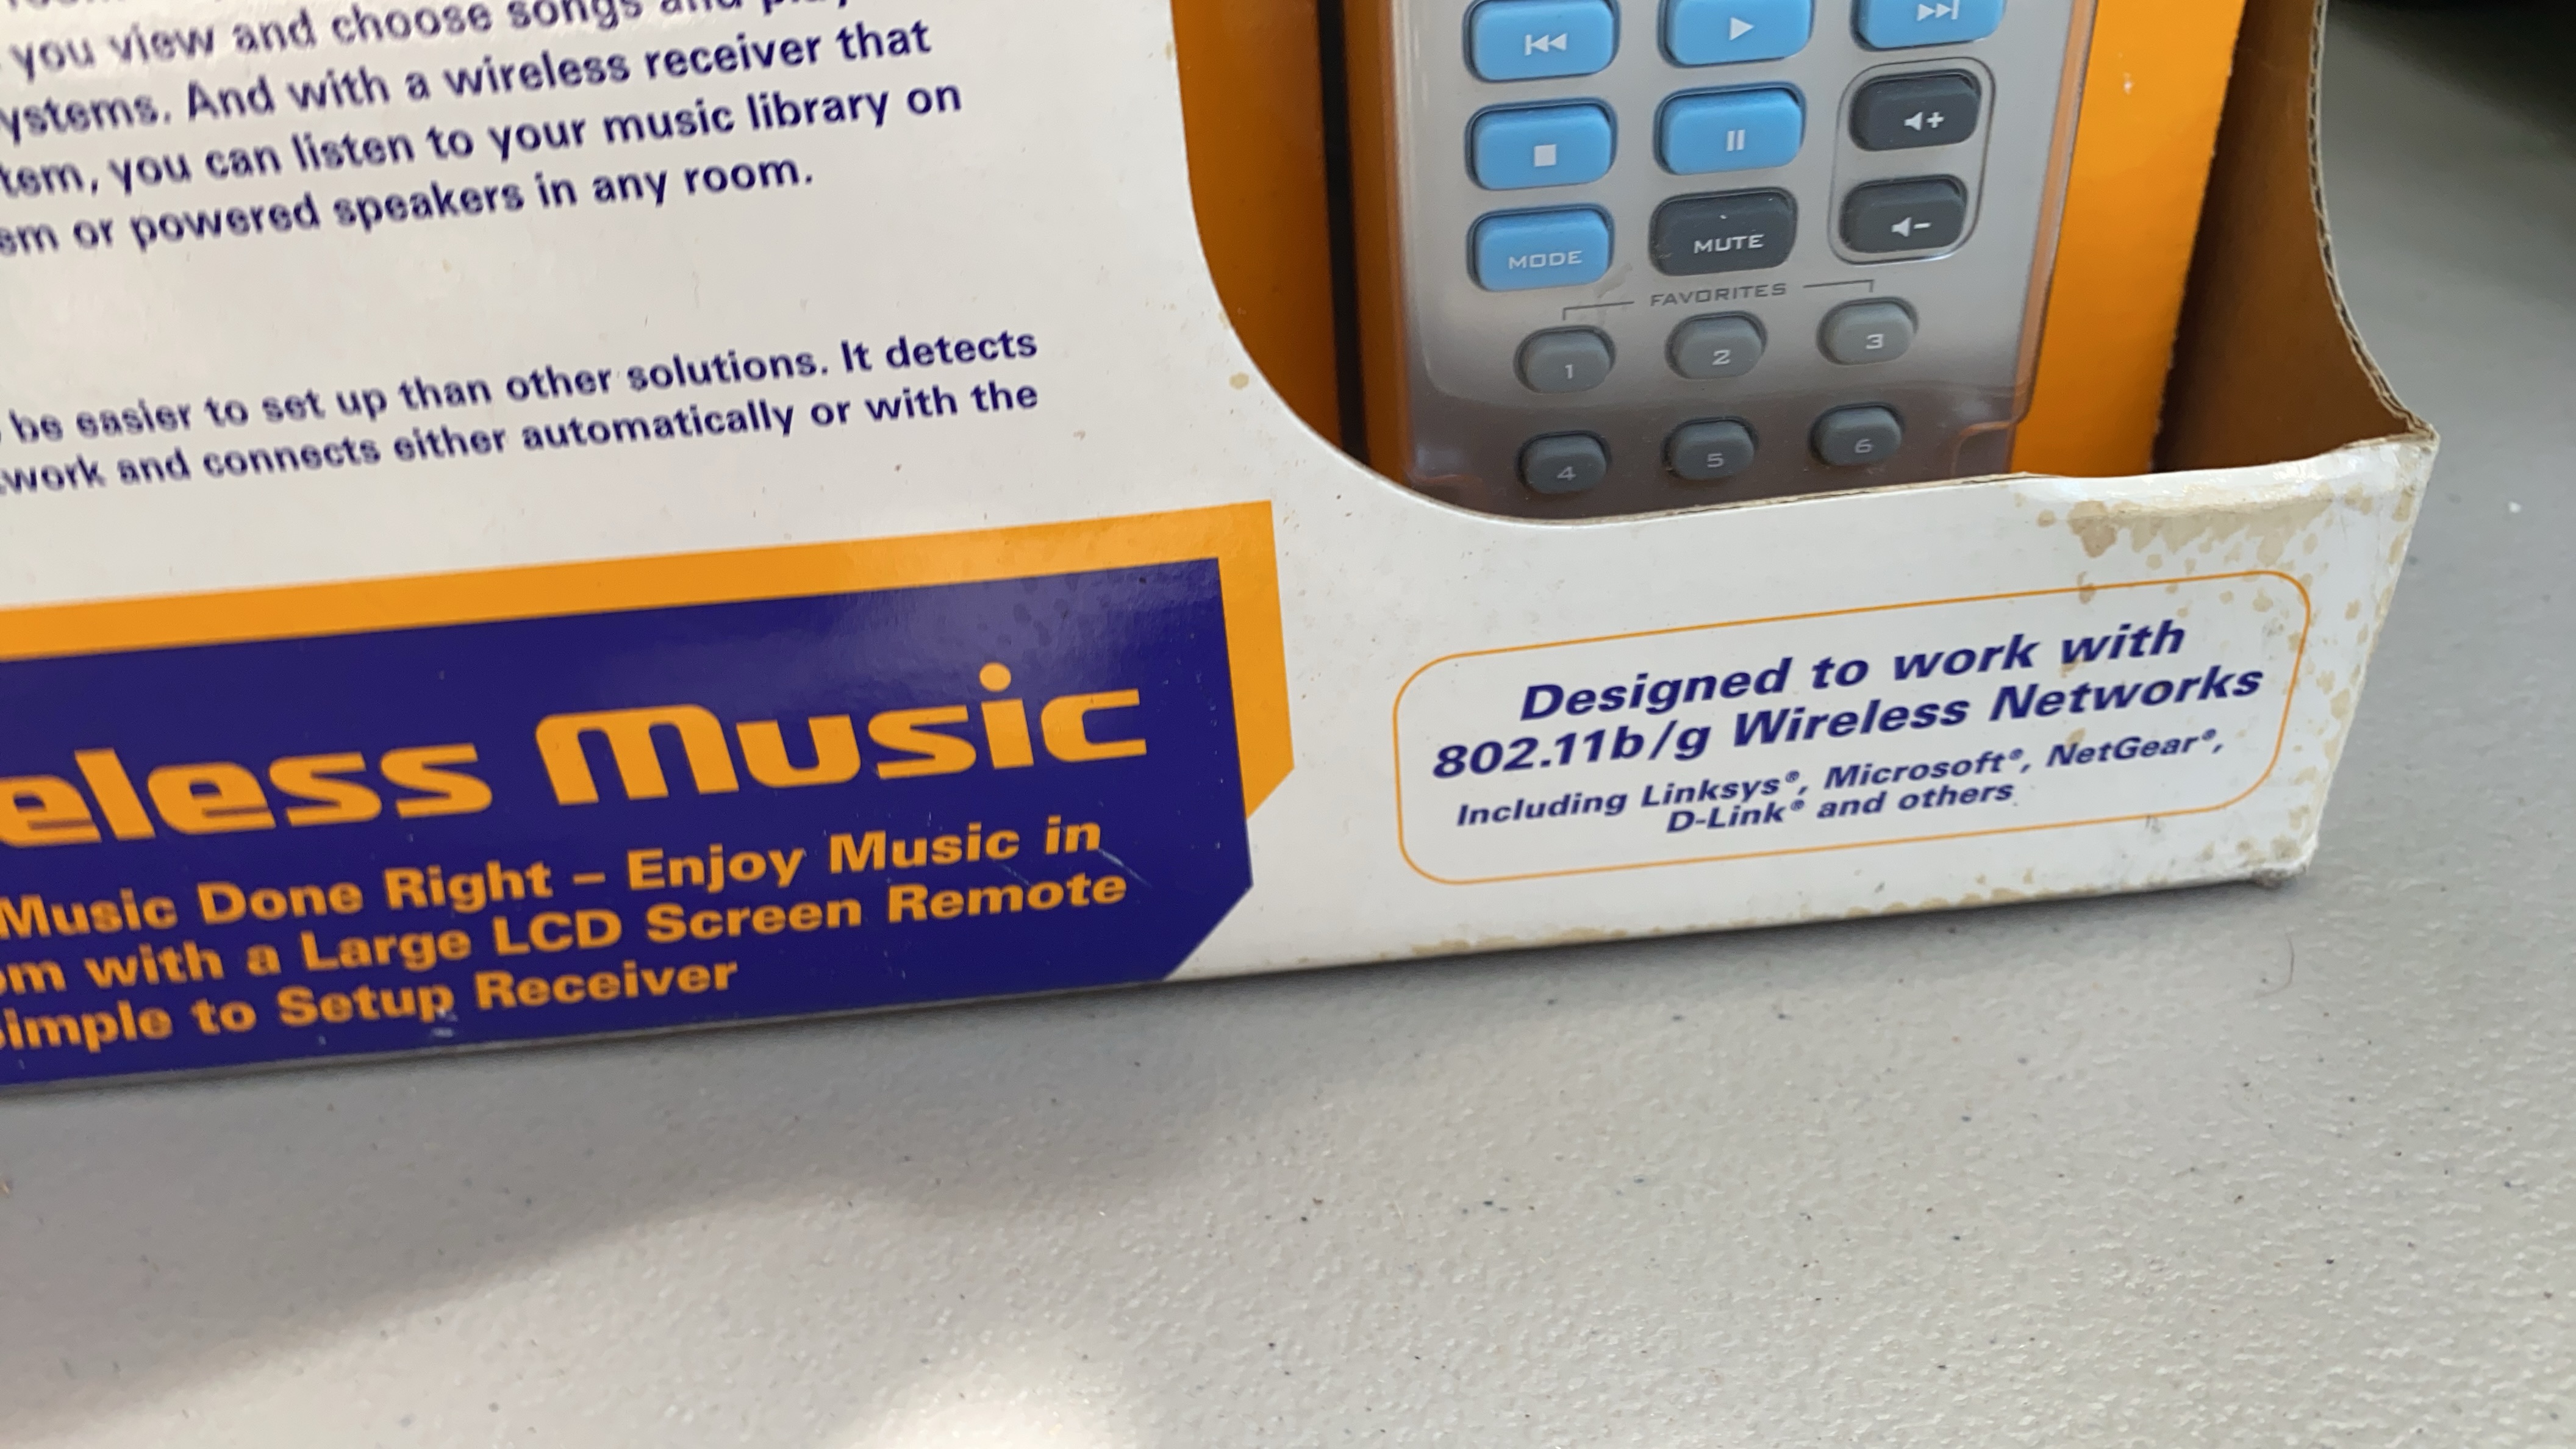 you view and choose songs and
ystems. And with a wireless receiver that
tem, you can listen to your music library on
em or powered speakers in any room.
be easier to set up than other solutions. It detects
work and connects either automatically or with the
eless Music
Music Done Right – Enjoy Music in
om with a Large LCD Screen Remote
Simple to Setup Receiver
+
MODE
MUTE
-
FAVORITES
1 2 3
4 5 6
Designed to work with
802.11b/g Wireless Networks
Including Linksys®, Microsoft®, NetGear®,
D-Link® and others